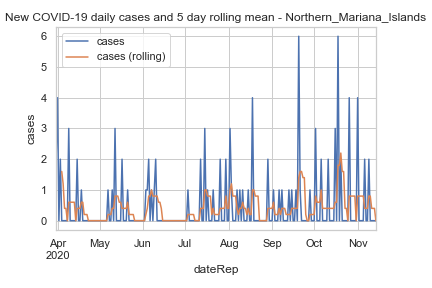 New COVID-19 daily cases and 5 day rolling mean - Northern_Mariana_Islands
cases
cases (rolling)
6
5
4
3
2
1
0
cases
Apr May Jun Jul Aug Sep Oct Nov
2020
dateRep